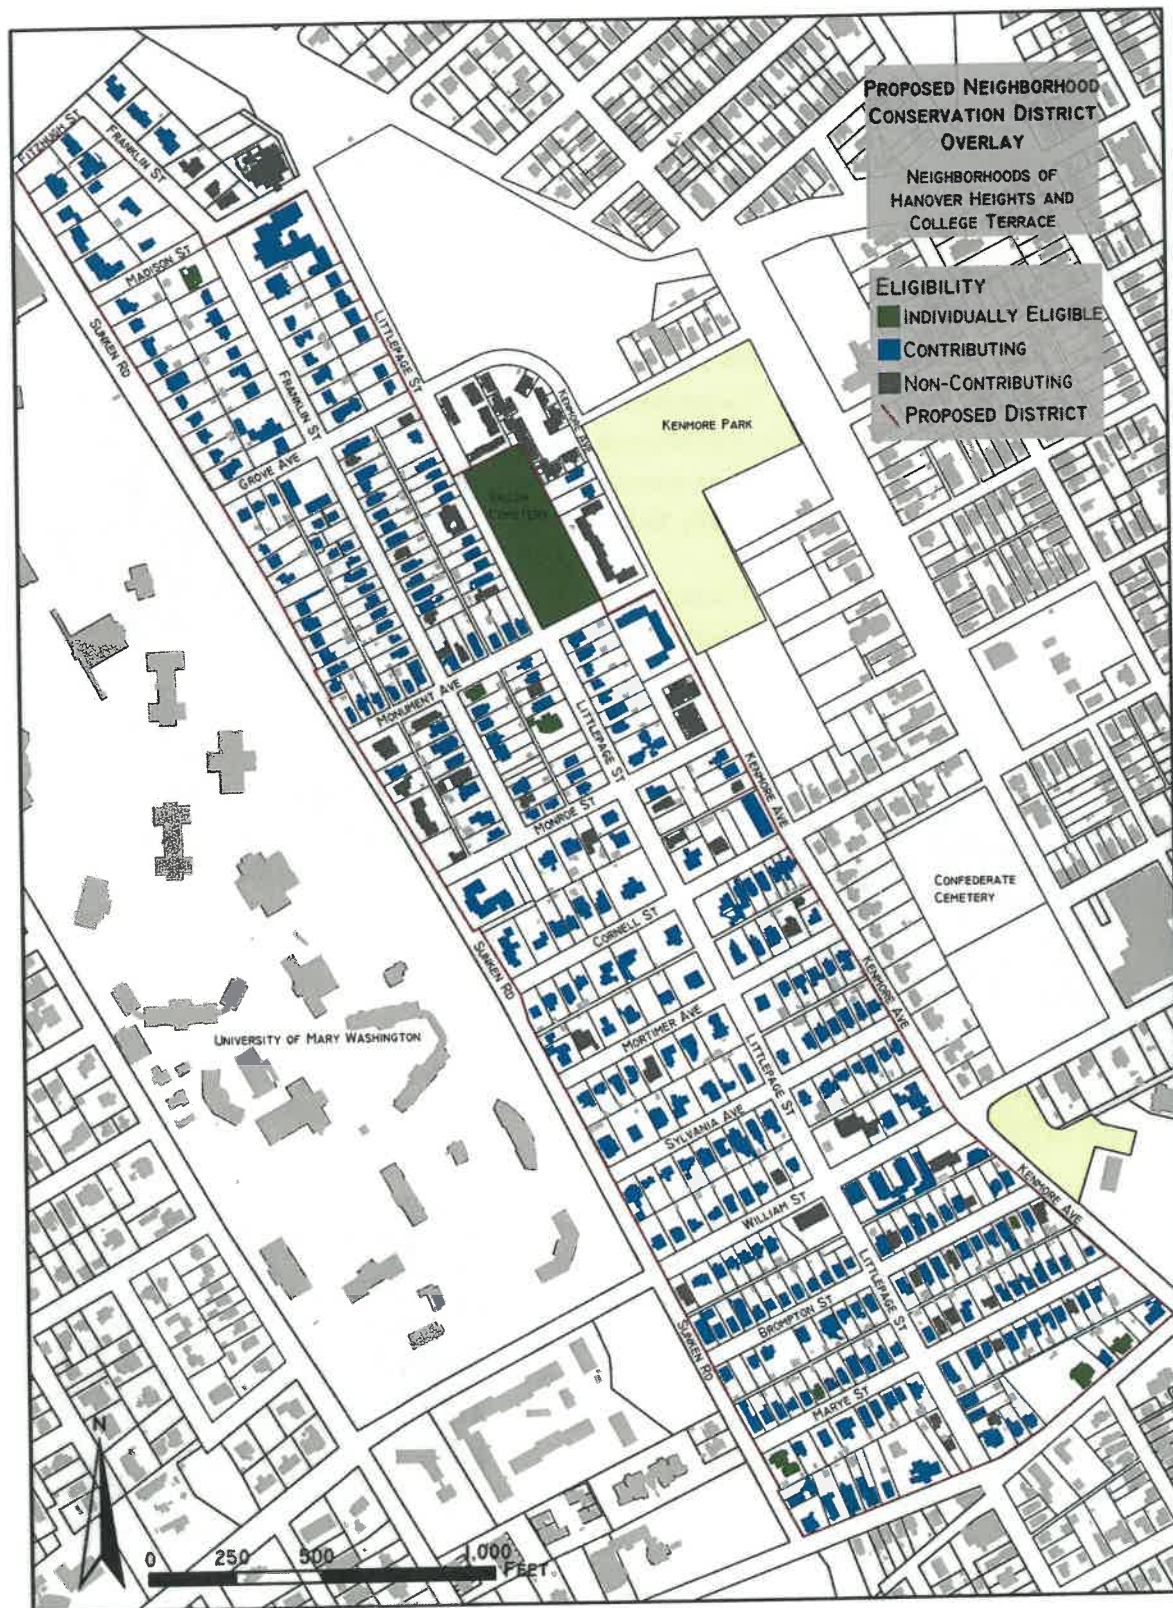 PROPOSED NEIGHBORHOOD
CONSERVATION DISTRICT
OVERLAY
NEIGHBORHOODS OF
HANOVER HEIGHTS AND
COLLEGE TERRACE
ELIGIBILITY
INDIVIDUALLY ELIGIBLE
CONTRIBUTING
NON-CONTRIBUTING
PROPOSED DISTRICT
FITZHUGH ST
FRANKLIN ST
MADISON ST
SUNKEN RD
LITTLEPAGE ST
FRANKLIN ST
KENMORE AVE
KENMORE PARK
GROVE AVE
CEMETERY
MONUMENT AVE
LITTLEPAGE ST
KENMORE AVE
MONROE ST
CONFEDERATE
CEMETERY
CORNELL ST
SUNKEN RD
KENMORE AVE
UNIVERSITY OF MARY WASHINGTON
MORTIMER AVE
LITTLEPAGE ST
SYLVANIA AVE
KENMORE AVE
WILLIAM ST
LITTLEPAGE ST
BROMPTON ST
SUNKEN RD
MARYE ST
N
0 250 500 1,000
FEET